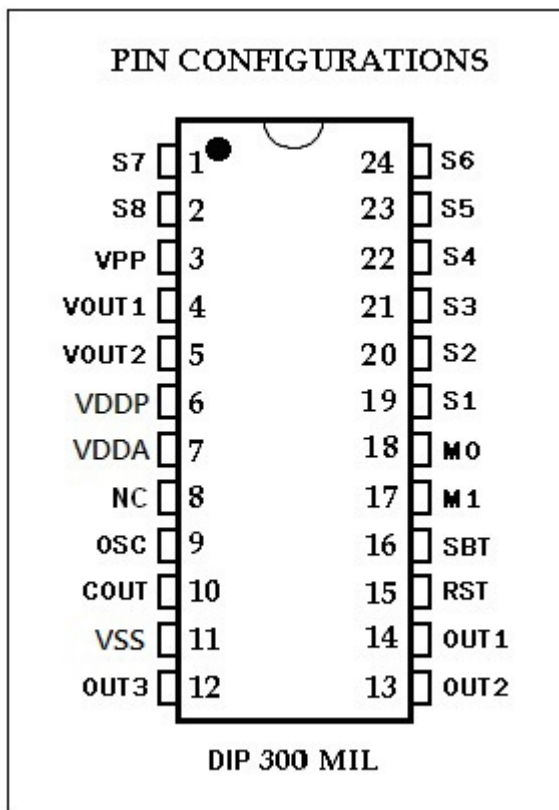 PIN CONFIGURATIONS
S7 1 24 S6
S8 2 23 S5
VPP 3 22 S4
VOUT1 4 21 S3
VOUT2 5 20 S2
VDDP 6 19 S1
VDDA 7 18 M0
NC 8 17 M1
OSC 9 16 SBT
COUT 10 15 RST
VSS 11 14 OUT1
OUT3 12 13 OUT2
DIP 300 MIL